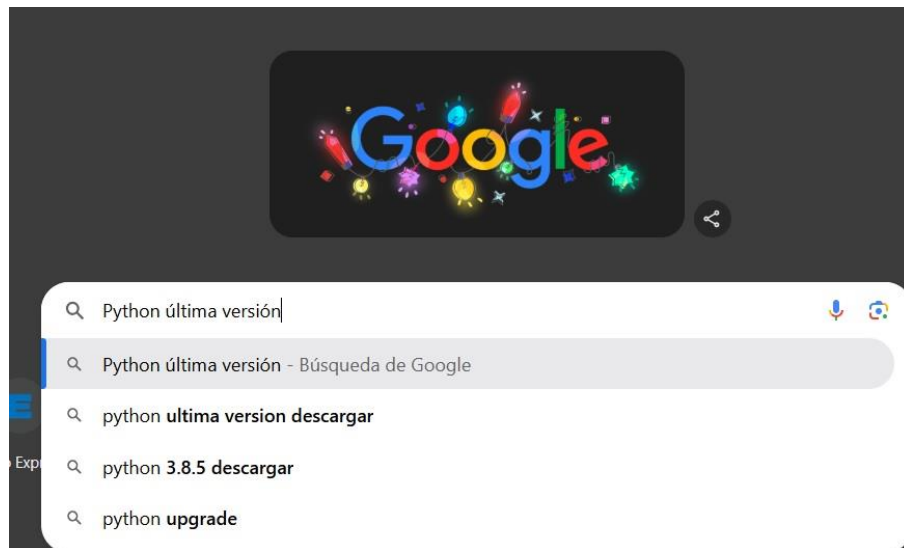 Google
Python última versión
Python última versión - Búsqueda de Google
python ultima version descargar
Expr
python 3.8.5 descargar
python upgrade